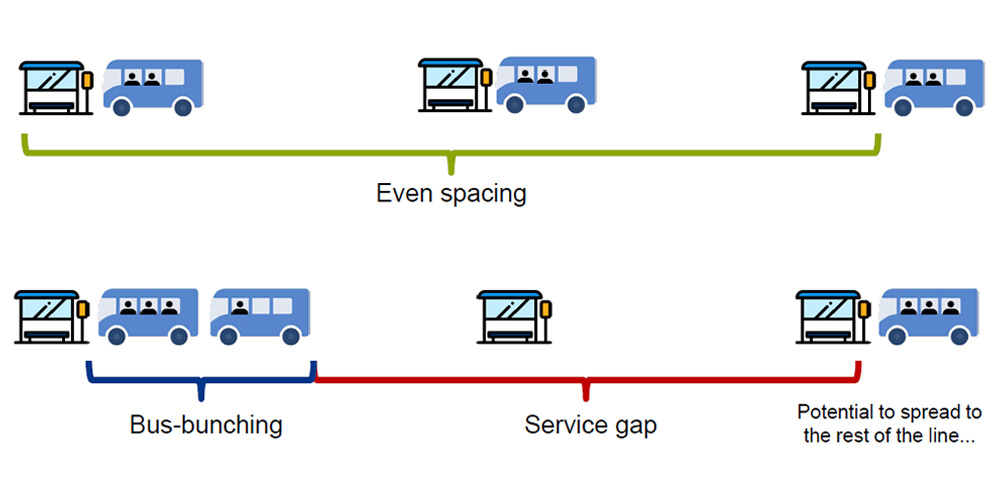 Even spacing
Bus-bunching
Service gap
Potential to spread to
the rest of the line...